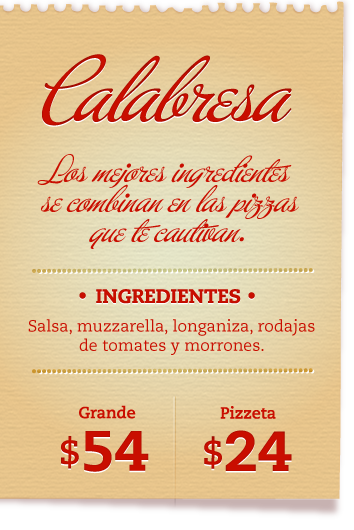 Calabresa
Los mejores ingredientes
se combinan en las pizzas
que te cautivan.
• INGREDIENTES •
Salsa, muzzarella, longaniza, rodajas
de tomates y morrones.
Grande Pizzeta
$54 $24